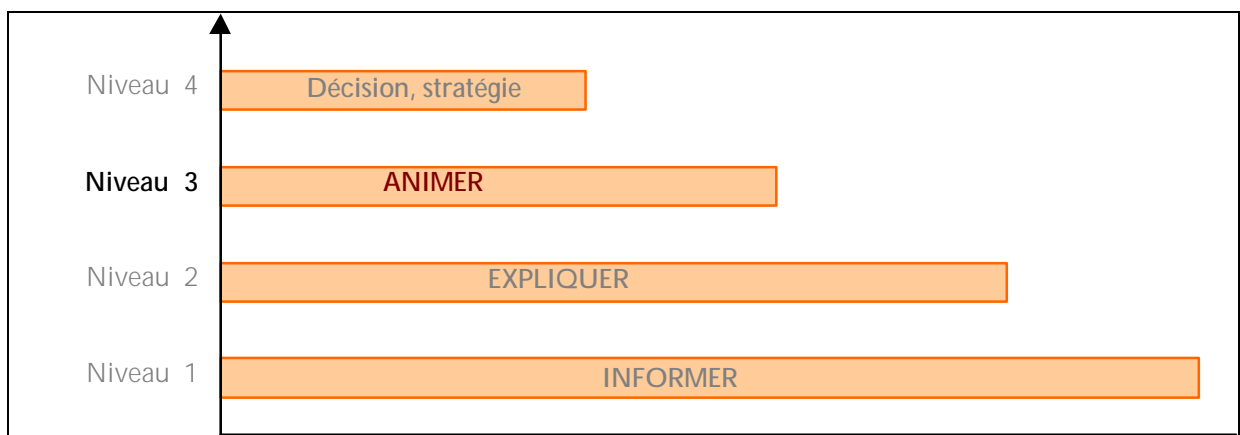 Niveau 4 Décision, stratégie
Niveau 3 ANIMER
Niveau 2 EXPLIQUER
Niveau 1 INFORMER